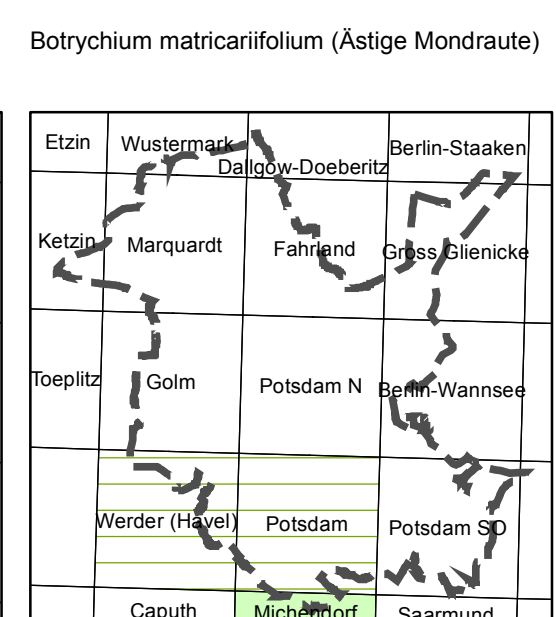 Botrychium matricariifolium (Ästige Mondraute)
Etzin
Wustermark
Dallgow-Doeberitz
Berlin-Staaken
Ketzin
Marquardt
Fahrland
Gross Glienicke
Toeplitz
Golm
Potsdam N
Berlin-Wannsee
Werder (Havel)
Potsdam
Potsdam SO
Caputh
Michendorf
Saarmund